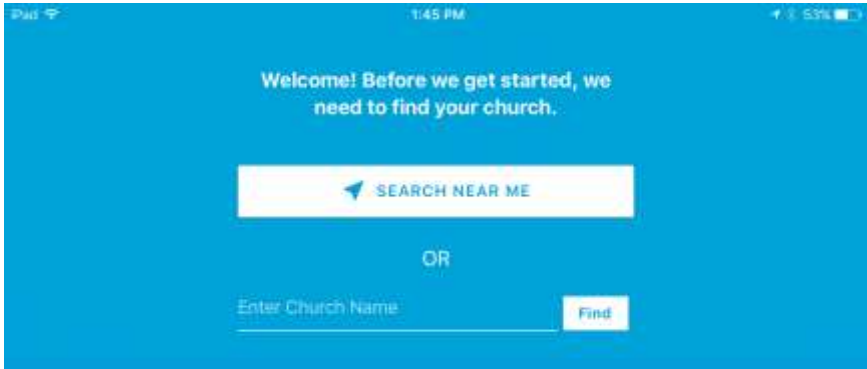 iPad 1:45 PM 53%
Welcome! Before we get started, we
need to find your church.
SEARCH NEAR ME
OR
Enter Church Name Find